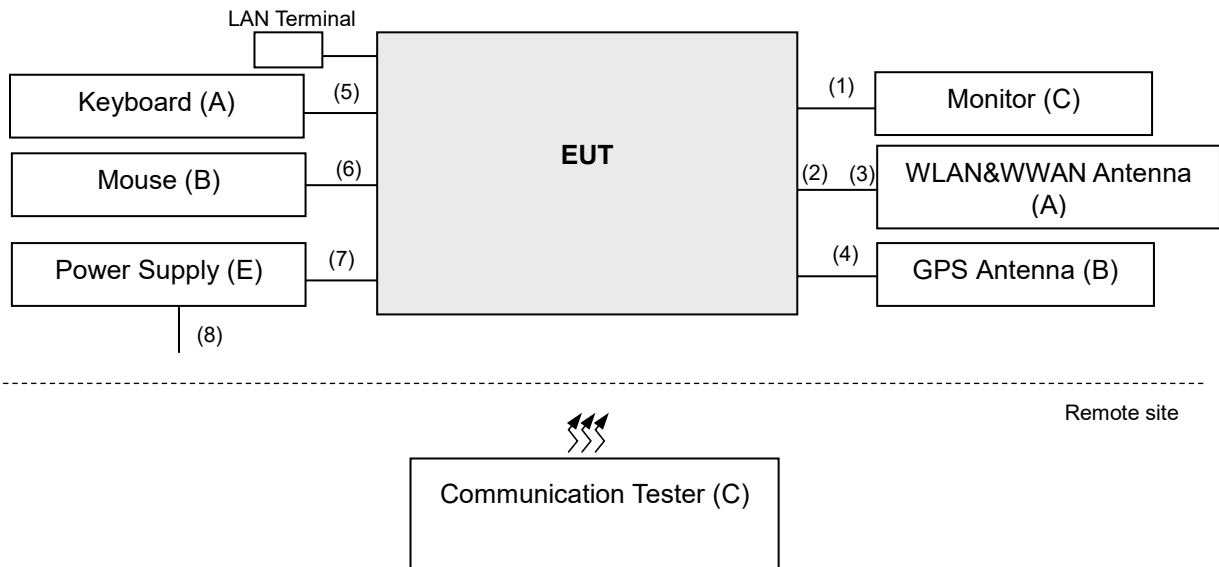 LAN Terminal
Keyboard (A)
(5)
Mouse (B)
(6)
Power Supply (E)
(7)
(8)
EUT
(1)
Monitor (C)
(2)
(3)
WLAN&WWAN Antenna
(A)
(4)
GPS Antenna (B)
Remote site
Communication Tester (C)